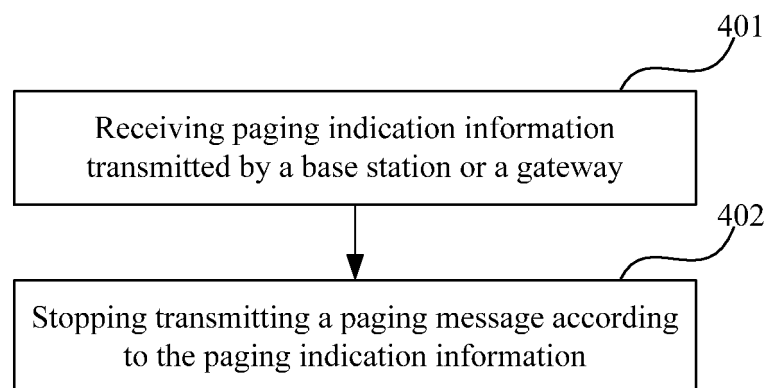 401
Receiving paging indication information
transmitted by a base station or a gateway
402
Stopping transmitting a paging message according
to the paging indication information